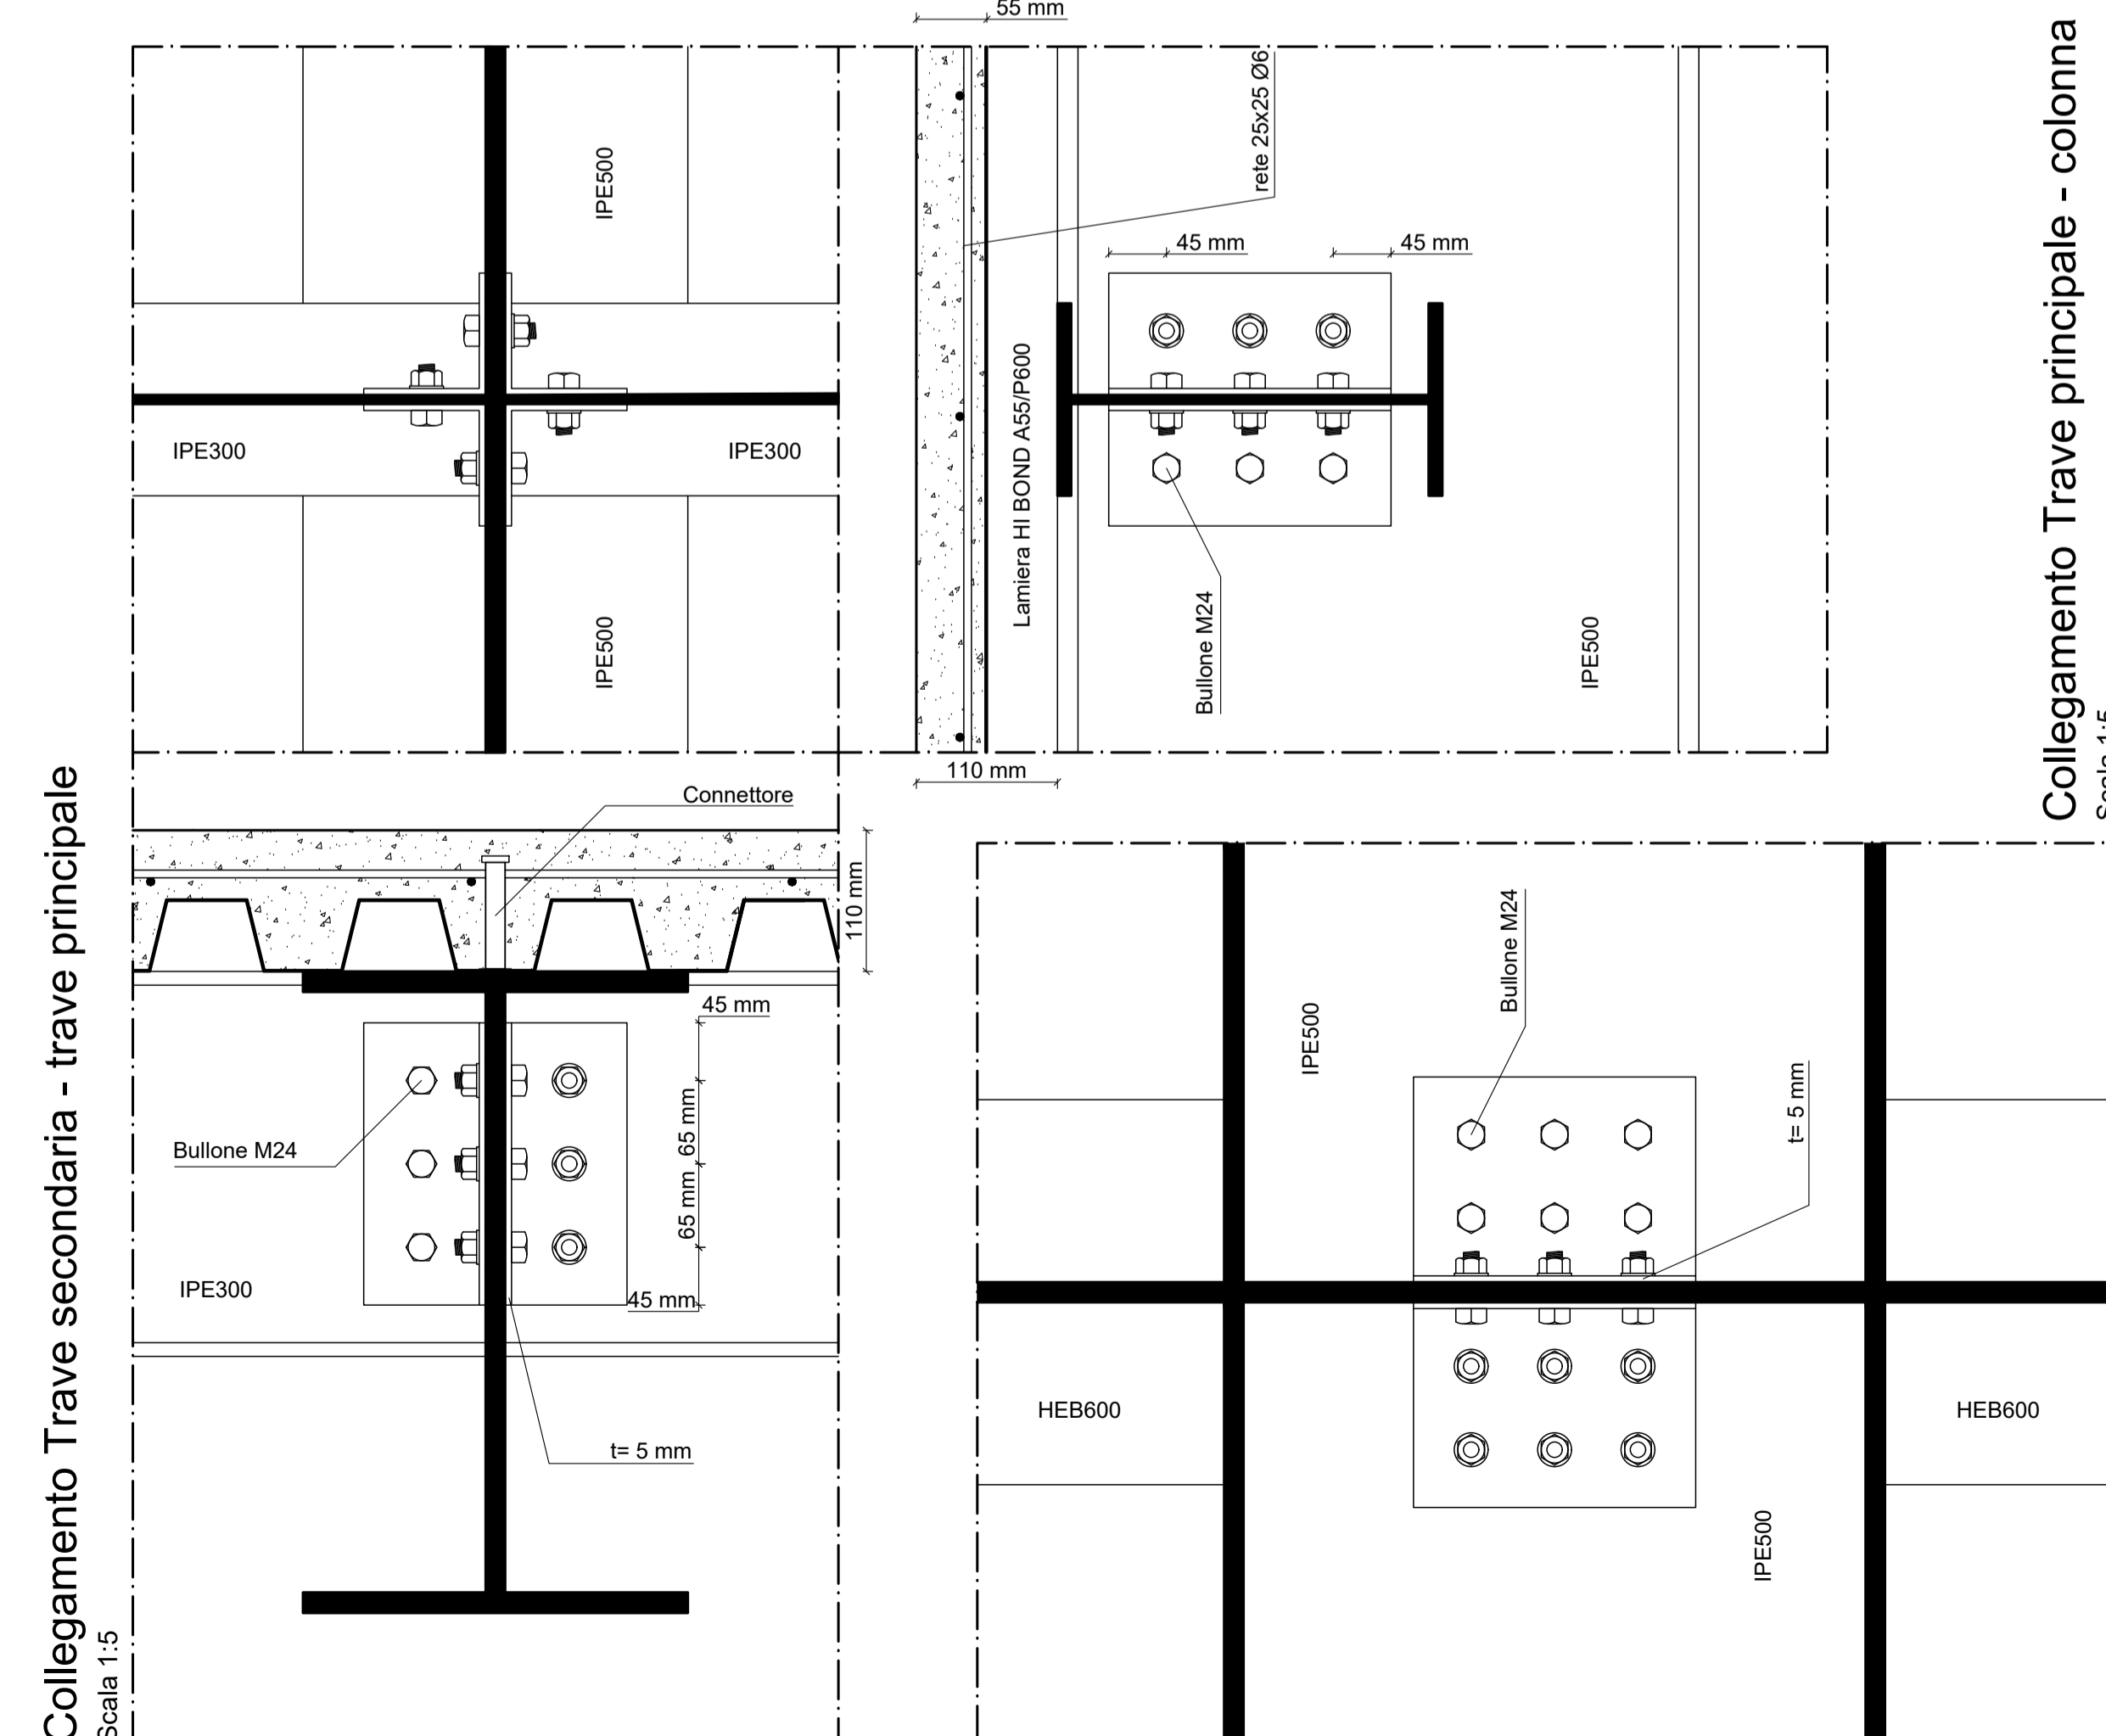 Collegamento Trave secondaria - trave principale
Scala 1:5
IPE500
IPE300
IPE300
IPE500
55 mm
rete 25x25 Ø6
45 mm
45 mm
Lamiera HI BOND A55/P600
Bullone M24
IPE500
110 mm
Connettore
110 mm
45 mm
65 mm
65 mm
45 mm
Bullone M24
IPE300
t= 5 mm
Collegamento Trave principale - colonna
Scala 1:5
Bullone M24
IPE500
t= 5 mm
HEB600
HEB600
IPE500